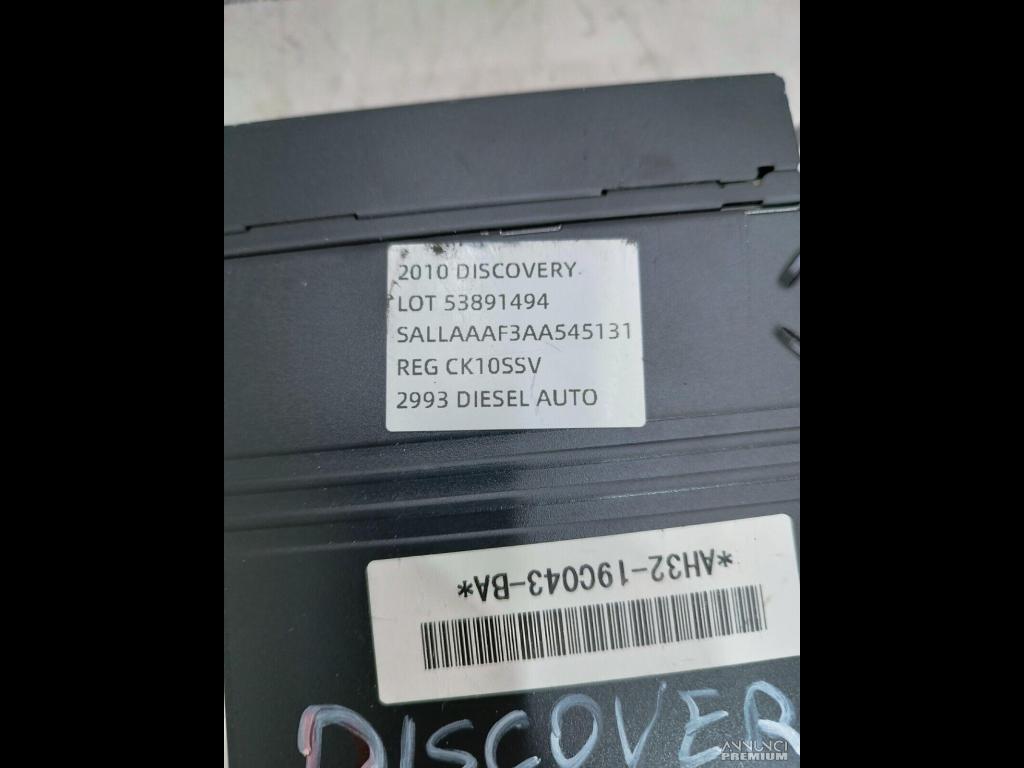 2010 DISCOVERY
LOT 53891494
SALLAAAF3AA545131
REG CK10SSV
2993 DIESEL AUTO
*AH32-19C043-BA*
DISCOVER
ANNUNCI
PREMIUM